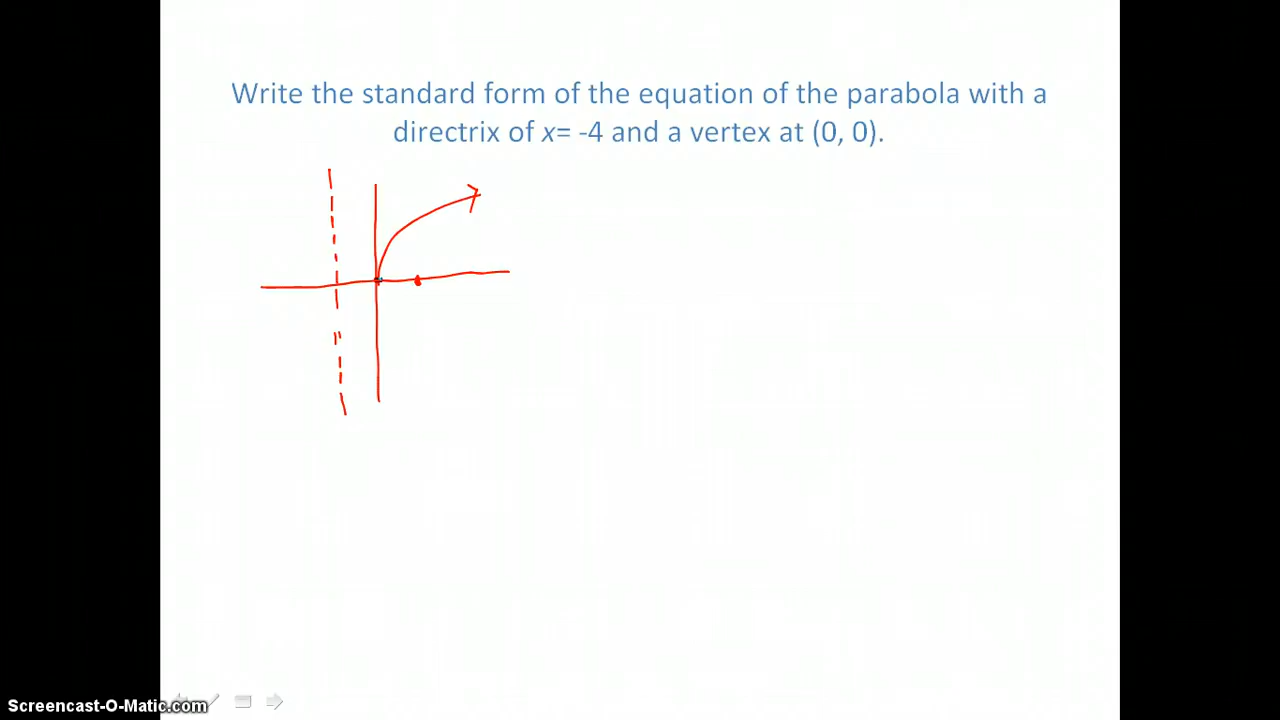 Write the standard form of the equation of the parabola with a
directrix of x= -4 and a vertex at (0, 0).
Screencast-O-Matic.com